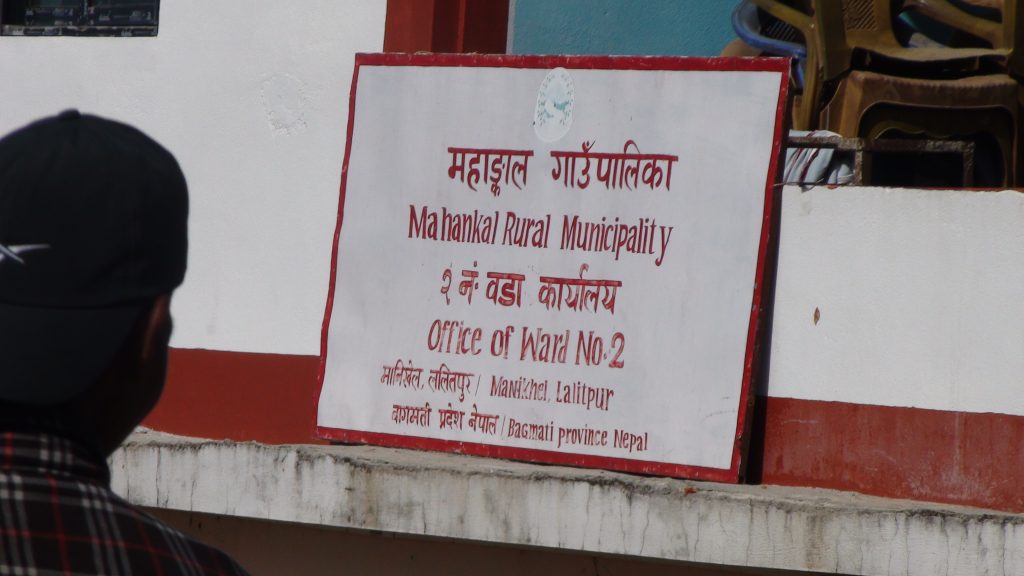 महाङ्काल गाउँपालिका
Mahankal Rural Municipality
२ नं वडा कार्यालय
Office of Ward No.2
मानिखेल, ललितपुर / Manikhel, Lalitpur
बागमती प्रदेश नेपाल / Bagmati province Nepal